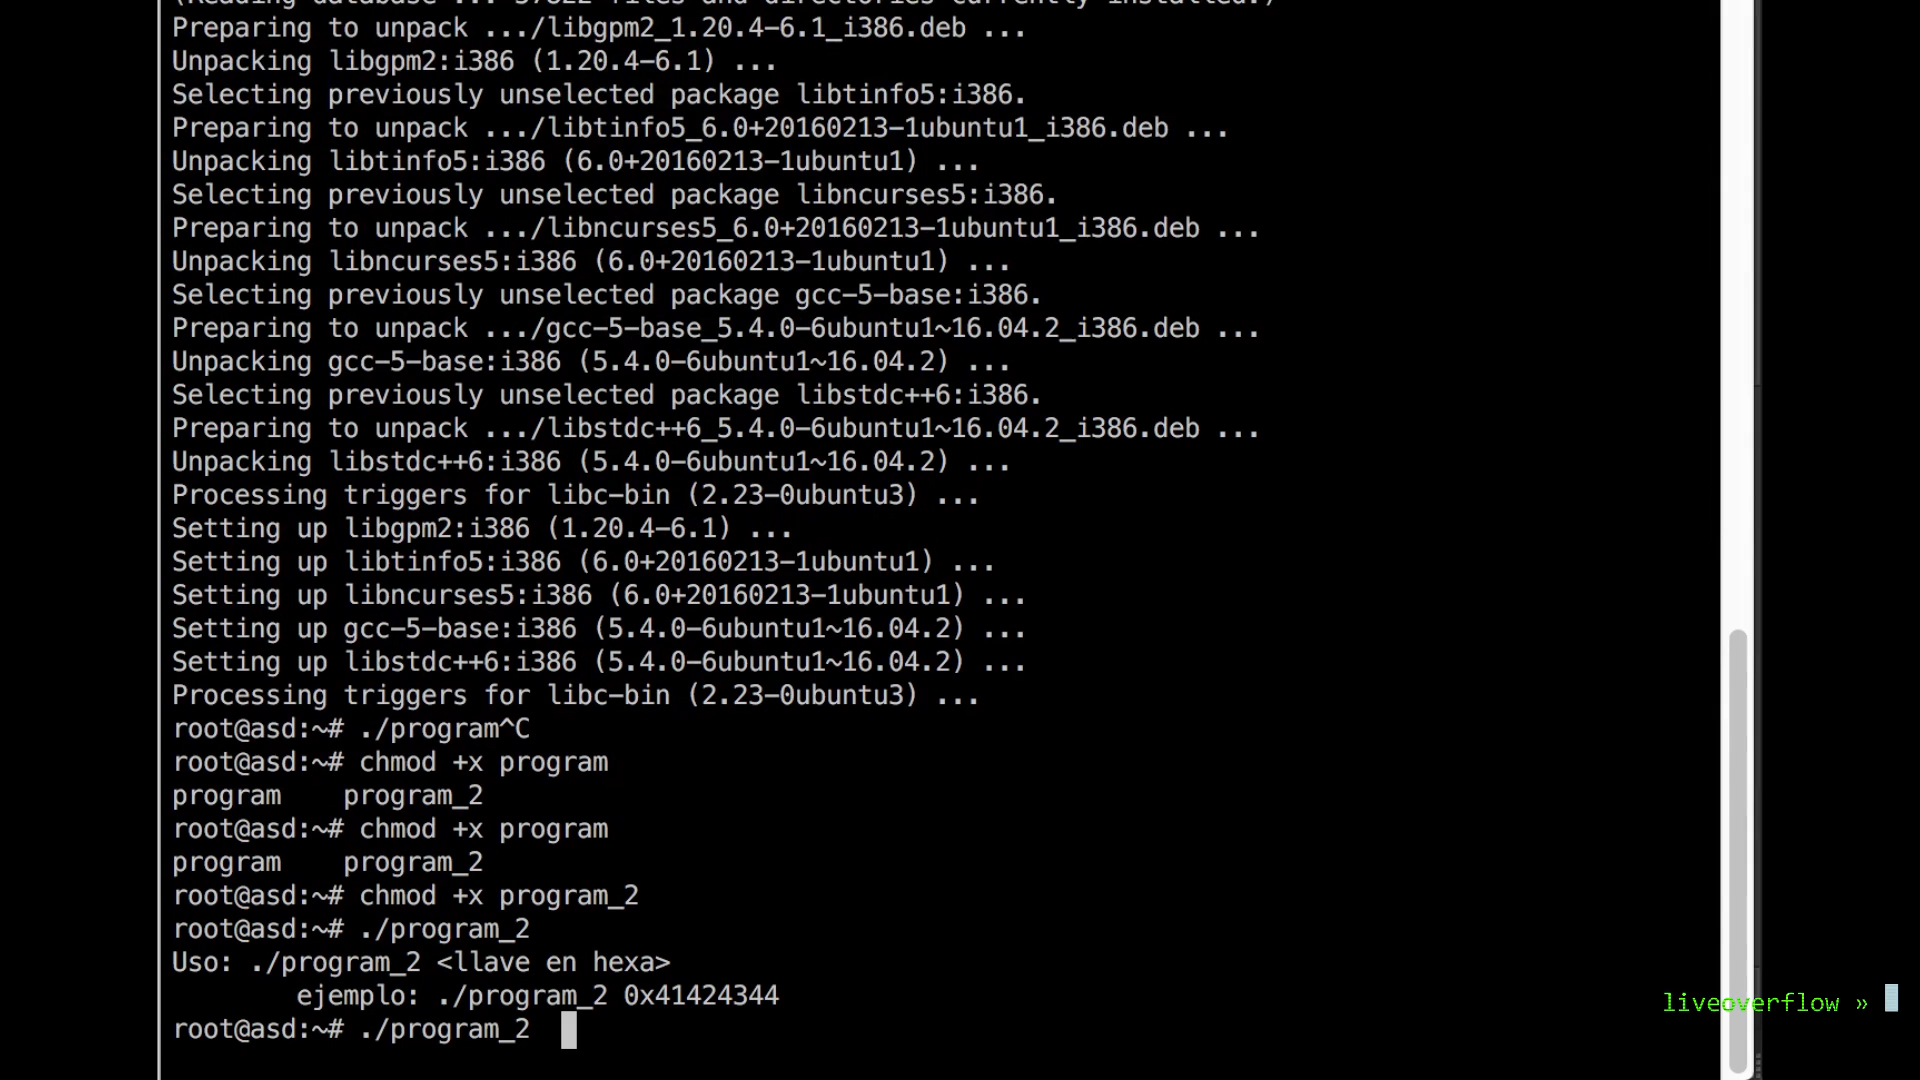 (Reading database ... 37822 files and directories currently installed.)
Preparing to unpack .../libgpm2_1.20.4-6.1_i386.deb ...
Unpacking libgpm2:i386 (1.20.4-6.1) ...
Selecting previously unselected package libtinfo5:i386.
Preparing to unpack .../libtinfo5_6.0+20160213-1ubuntu1_i386.deb ...
Unpacking libtinfo5:i386 (6.0+20160213-1ubuntu1) ...
Selecting previously unselected package libncurses5:i386.
Preparing to unpack .../libncurses5_6.0+20160213-1ubuntu1_i386.deb ...
Unpacking libncurses5:i386 (6.0+20160213-1ubuntu1) ...
Selecting previously unselected package gcc-5-base:i386.
Preparing to unpack .../gcc-5-base_5.4.0-6ubuntu1~16.04.2_i386.deb ...
Unpacking gcc-5-base:i386 (5.4.0-6ubuntu1~16.04.2) ...
Selecting previously unselected package libstdc++6:i386.
Preparing to unpack .../libstdc++6_5.4.0-6ubuntu1~16.04.2_i386.deb ...
Unpacking libstdc++6:i386 (5.4.0-6ubuntu1~16.04.2) ...
Processing triggers for libc-bin (2.23-0ubuntu3) ...
Setting up libgpm2:i386 (1.20.4-6.1) ...
Setting up libtinfo5:i386 (6.0+20160213-1ubuntu1) ...
Setting up libncurses5:i386 (6.0+20160213-1ubuntu1) ...
Setting up gcc-5-base:i386 (5.4.0-6ubuntu1~16.04.2) ...
Setting up libstdc++6:i386 (5.4.0-6ubuntu1~16.04.2) ...
Processing triggers for libc-bin (2.23-0ubuntu3) ...
root@asd:~# ./program^C
root@asd:~# chmod +x program
program    program_2
root@asd:~# chmod +x program
program    program_2
root@asd:~# chmod +x program_2
root@asd:~# ./program_2
Uso: ./program_2 <llave en hexa>
        ejemplo: ./program_2 0x41424344
root@asd:~# ./program_2
liveoverflow »